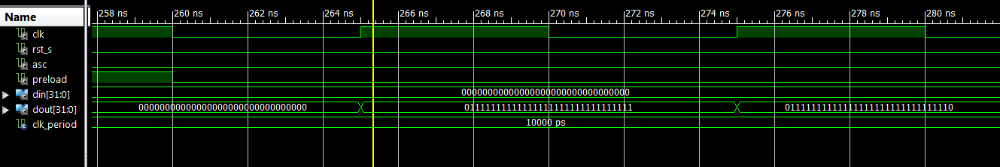 Name 258 ns 260 ns 262 ns 264 ns 266 ns 268 ns 270 ns 272 ns 274 ns 276 ns 278 ns 280 ns
clk
rst_s
asc
preload
din[31:0] 00000000000000000000000000000000
dout[31:0] 00000000000000000000000000000000 01111111111111111111111111111111 01111111111111111111111111111110
clk_period 10000 ps